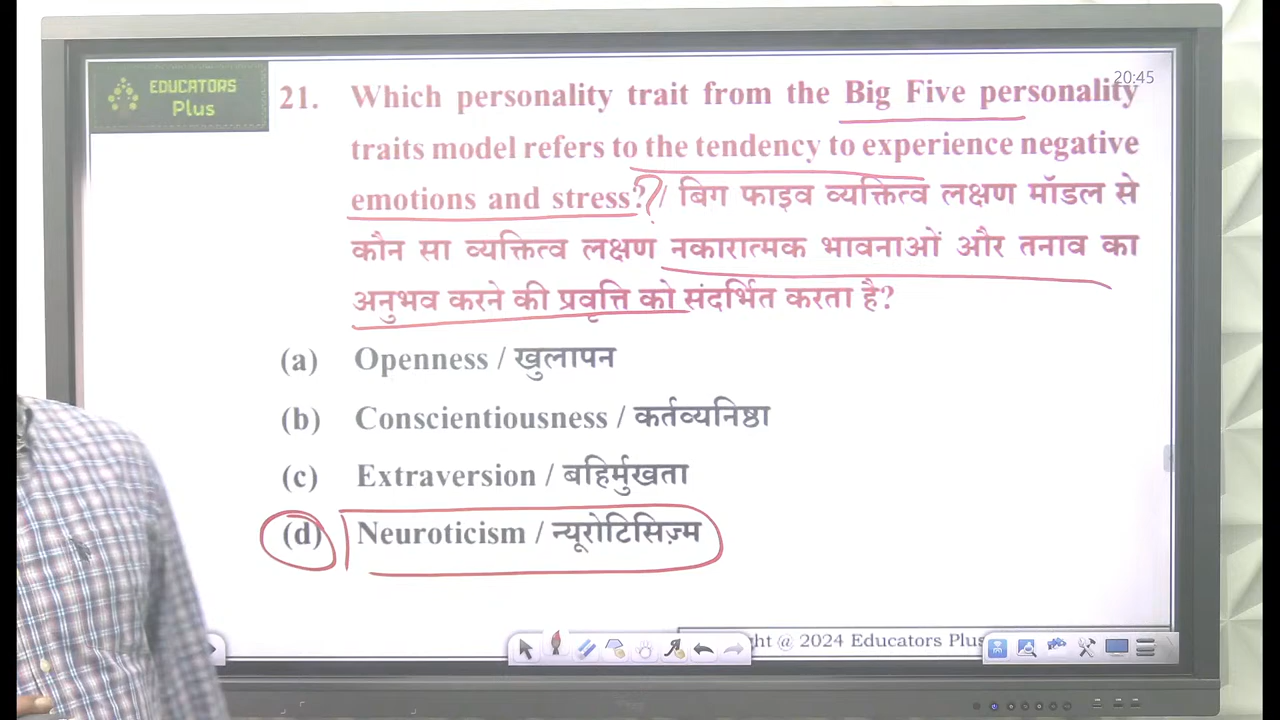 EDUCATORS
Plus
20:45
21. Which personality trait from the Big Five personality
traits model refers to the tendency to experience negative
emotions and stress? / बिग फाइव व्यक्तित्व लक्षण मॉडल से
कौन सा व्यक्तित्व लक्षण नकारात्मक भावनाओं और तनाव का
अनुभव करने की प्रवृत्ति को संदर्भित करता है?
(a) Openness / खुलापन
(b) Conscientiousness / कर्तव्यनिष्ठा
(c) Extraversion / बहिर्मुखता
(d) Neuroticism / न्यूरोटिसिज़्म
@ 2024 Educators Plus